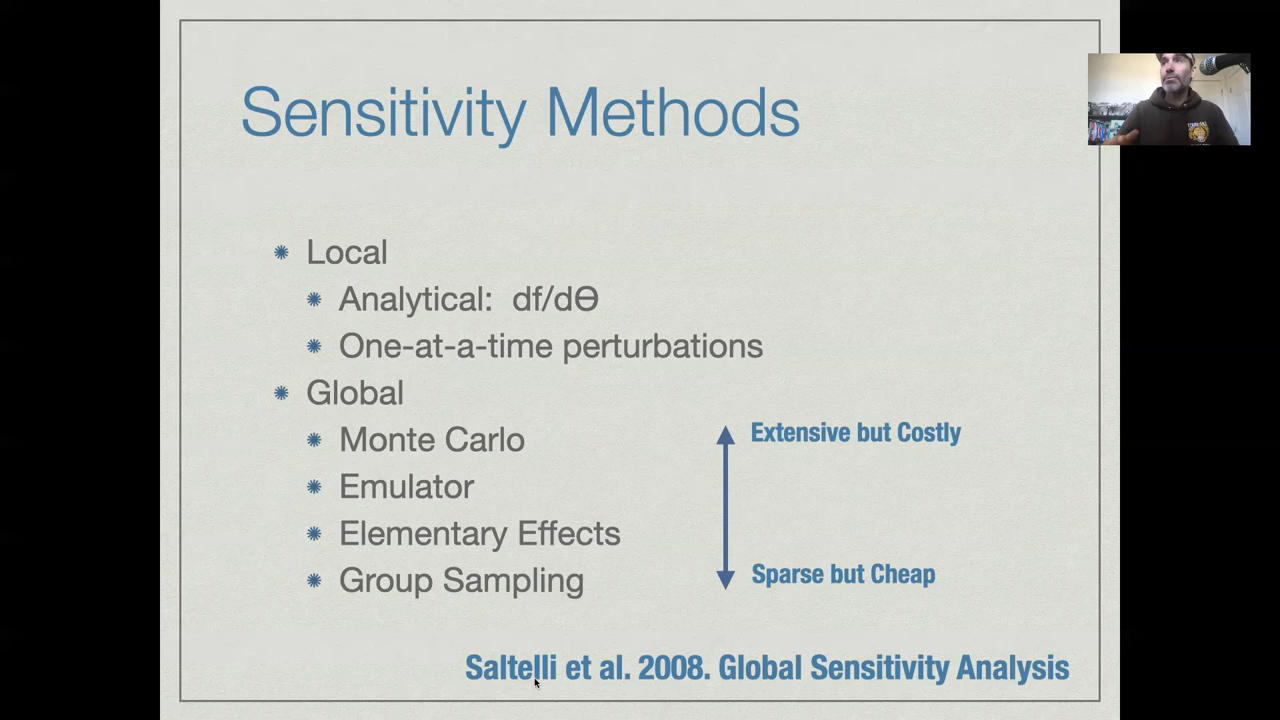 Sensitivity Methods
Local
Analytical: df/dΘ
One-at-a-time perturbations
Global
Monte Carlo
Emulator
Elementary Effects
Group Sampling
Extensive but Costly
Sparse but Cheap
Saltelli et al. 2008. Global Sensitivity Analysis